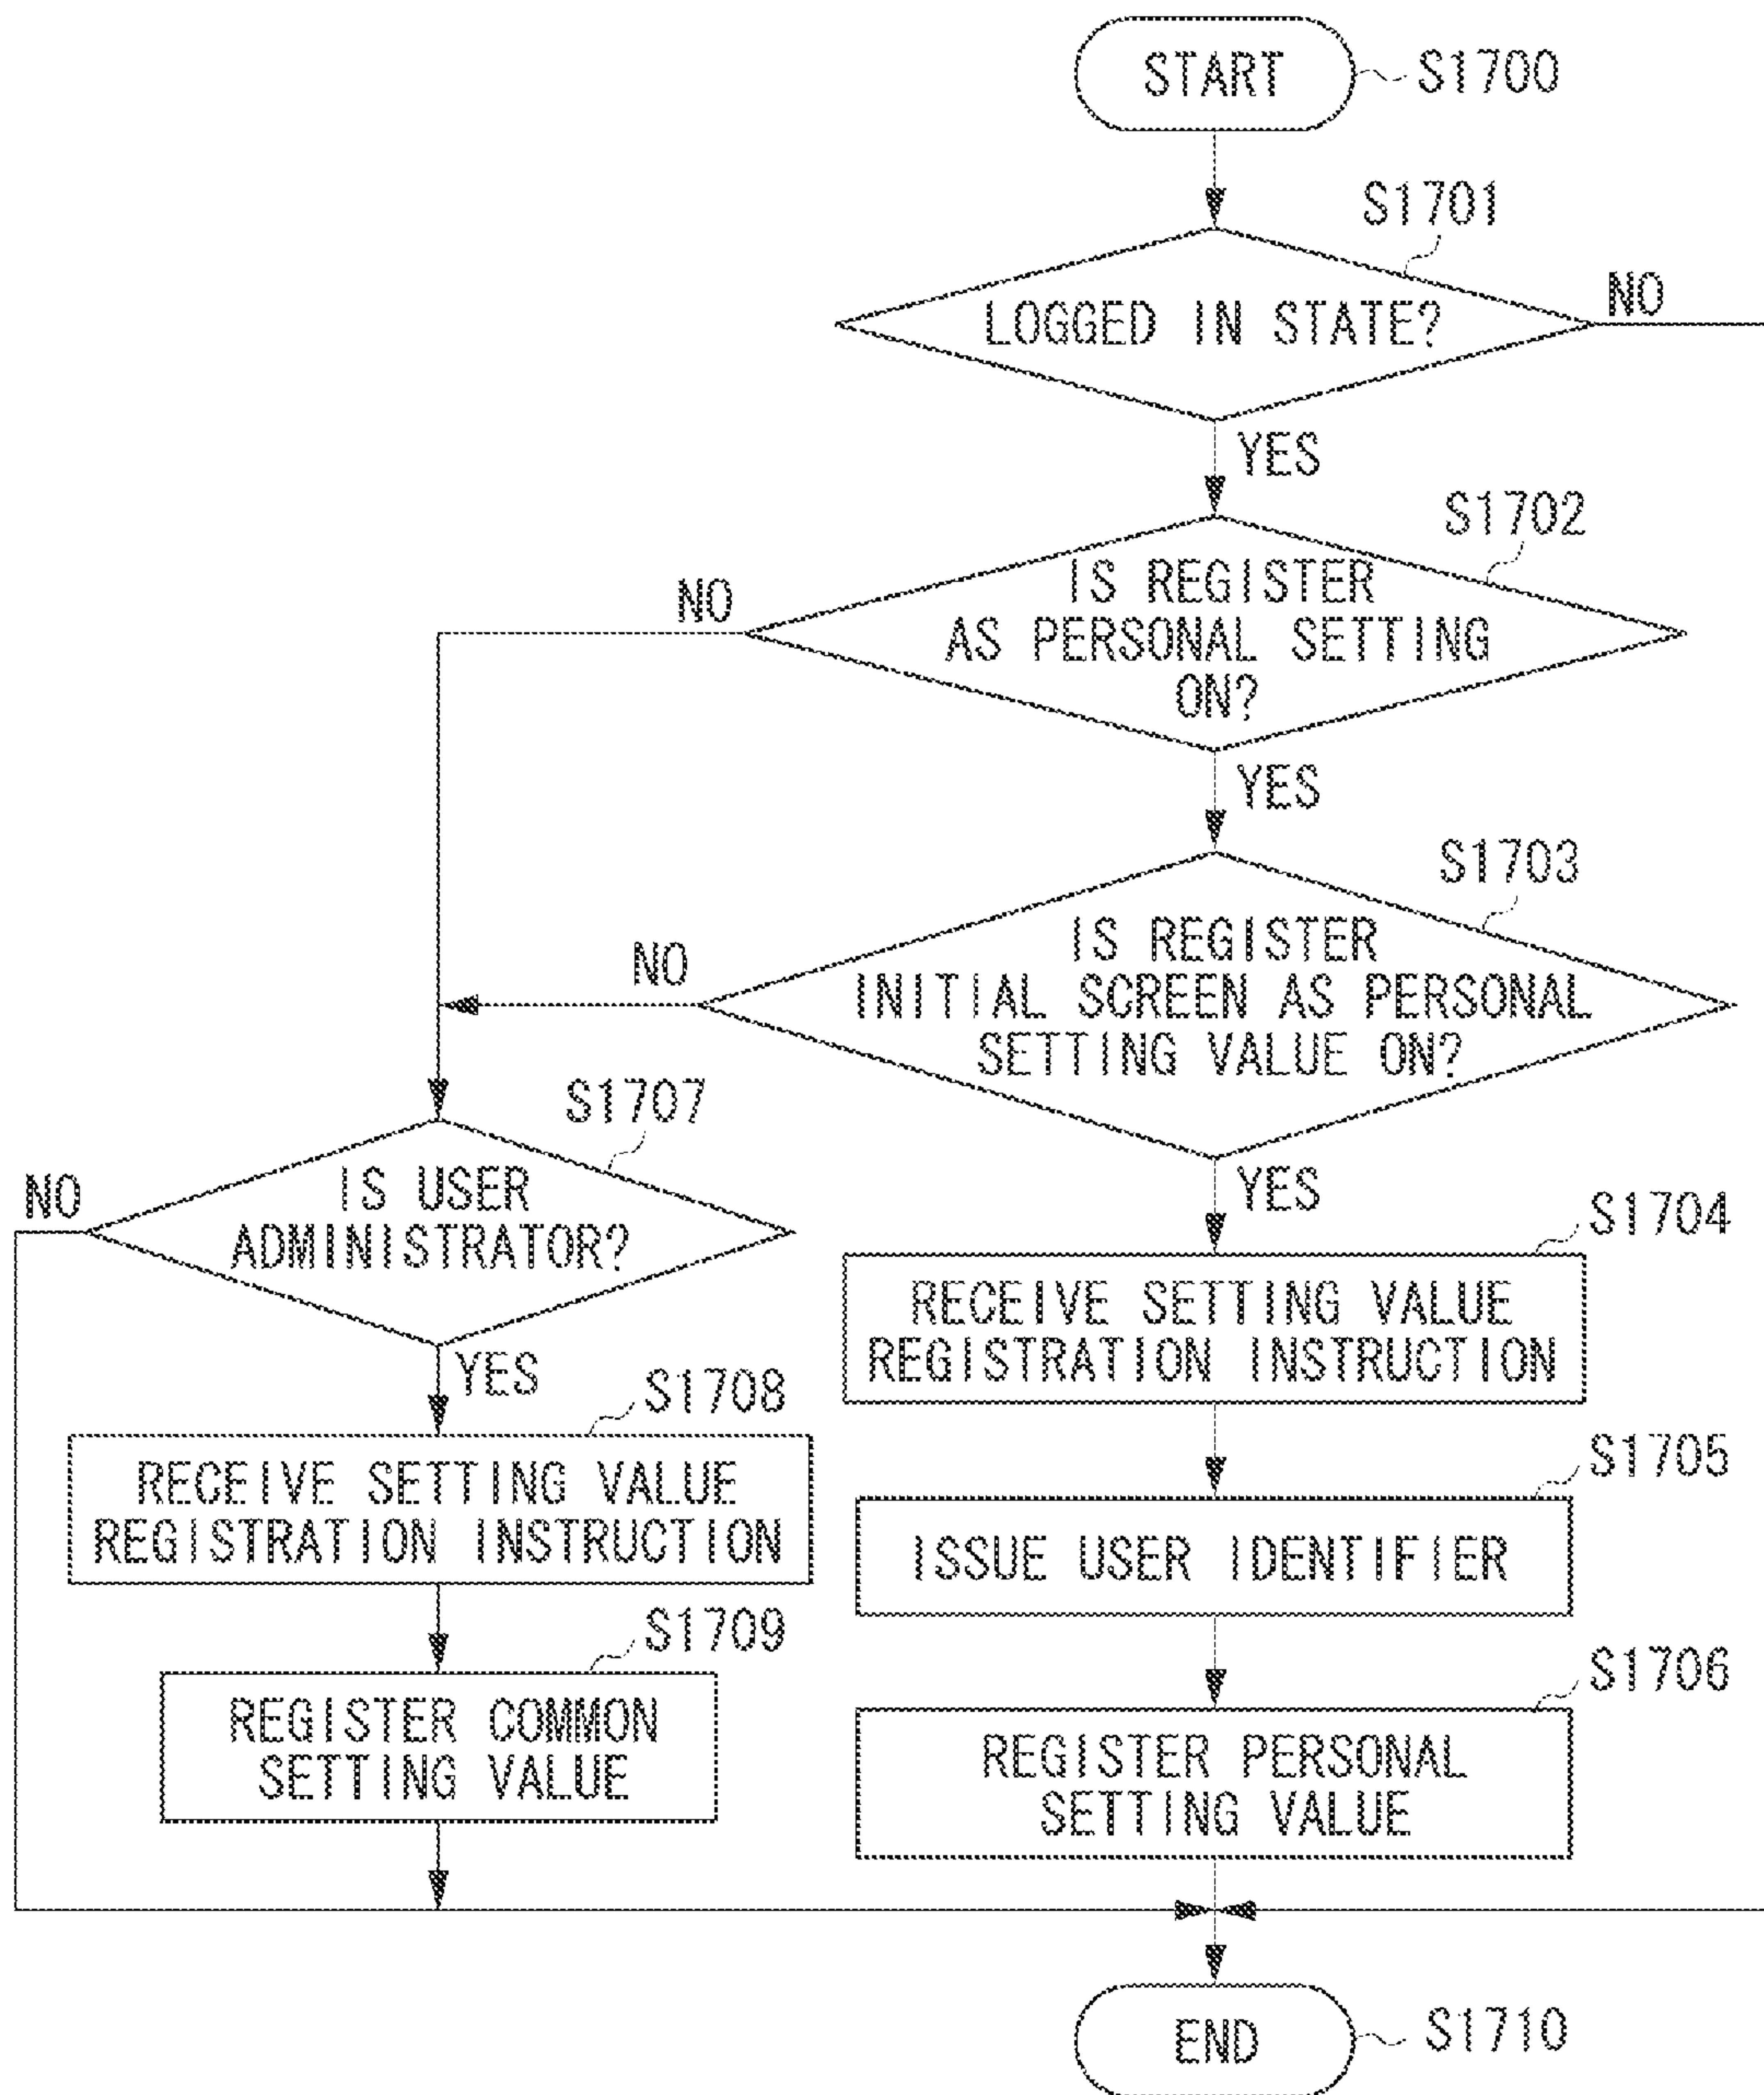 START
S1700
S1701
LOGGED IN STATE?
NO
YES
S1702
IS REGISTER
AS PERSONAL SETTING
ON?
NO
YES
S1703
IS REGISTER
INITIAL SCREEN AS PERSONAL
SETTING VALUE ON?
NO
YES
S1707
IS USER
ADMINISTRATOR?
NO
YES
S1704
RECEIVE SETTING VALUE
REGISTRATION INSTRUCTION
S1708
RECEIVE SETTING VALUE
REGISTRATION INSTRUCTION
S1705
ISSUE USER IDENTIFIER
S1709
REGISTER COMMON
SETTING VALUE
S1706
REGISTER PERSONAL
SETTING VALUE
END
S1710